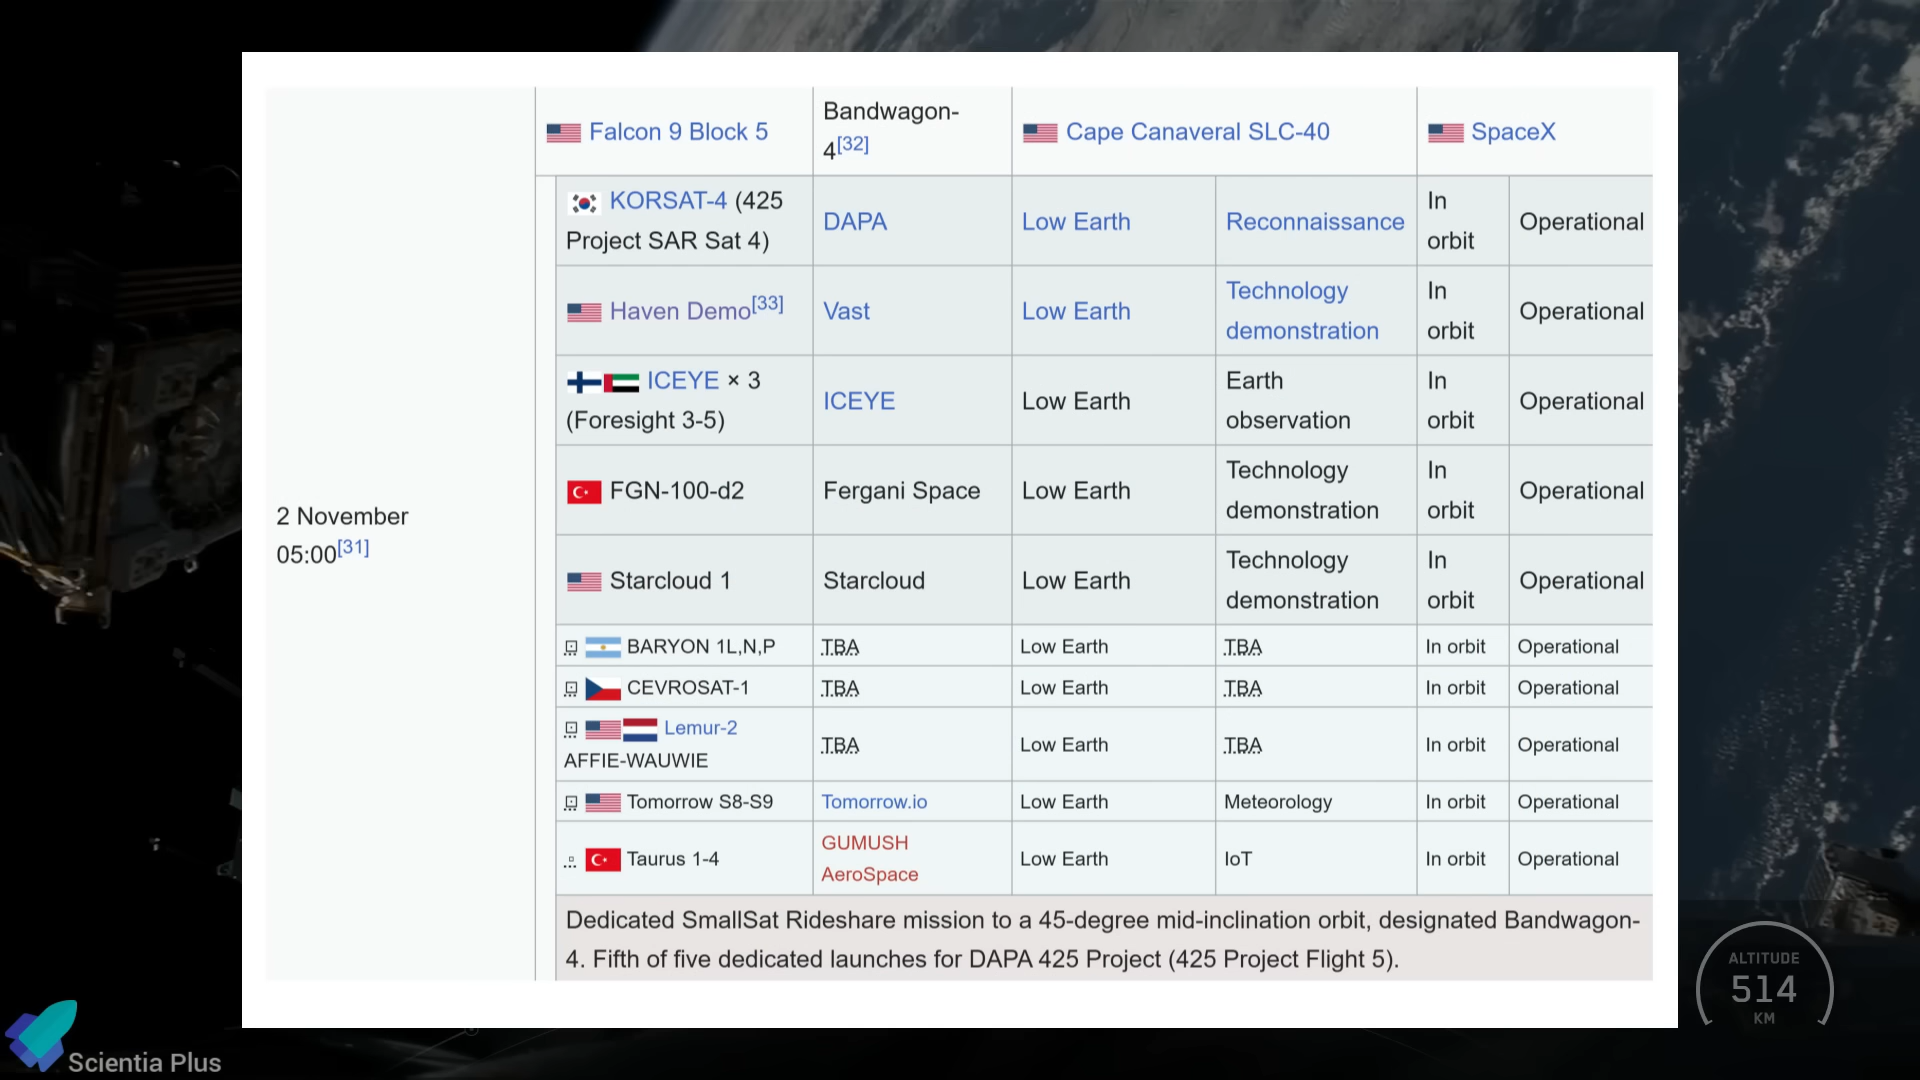 Falcon 9 Block 5
Bandwagon-
4[32]
Cape Canaveral SLC-40
SpaceX
2 November
05:00[31]
KORSAT-4 (425
Project SAR Sat 4)
DAPA
Low Earth
Reconnaissance
In
orbit
Operational
Haven Demo[33]
Vast
Low Earth
Technology
demonstration
In
orbit
Operational
ICEYE × 3
(Foresight 3-5)
ICEYE
Low Earth
Earth
observation
In
orbit
Operational
FGN-100-d2
Fergani Space
Low Earth
Technology
demonstration
In
orbit
Operational
Starcloud 1
Starcloud
Low Earth
Technology
demonstration
In
orbit
Operational
BARYON 1L,N,P
TBA
Low Earth
TBA
In orbit
Operational
CEVROSAT-1
TBA
Low Earth
TBA
In orbit
Operational
Lemur-2
AFFIE-WAUWIE
TBA
Low Earth
TBA
In orbit
Operational
Tomorrow S8-S9
Tomorrow.io
Low Earth
Meteorology
In orbit
Operational
Taurus 1-4
GUMUSH
AeroSpace
Low Earth
IoT
In orbit
Operational
Dedicated SmallSat Rideshare mission to a 45-degree mid-inclination orbit, designated Bandwagon-
4. Fifth of five dedicated launches for DAPA 425 Project (425 Project Flight 5).
ALTITUDE
514
KM
Scientia Plus